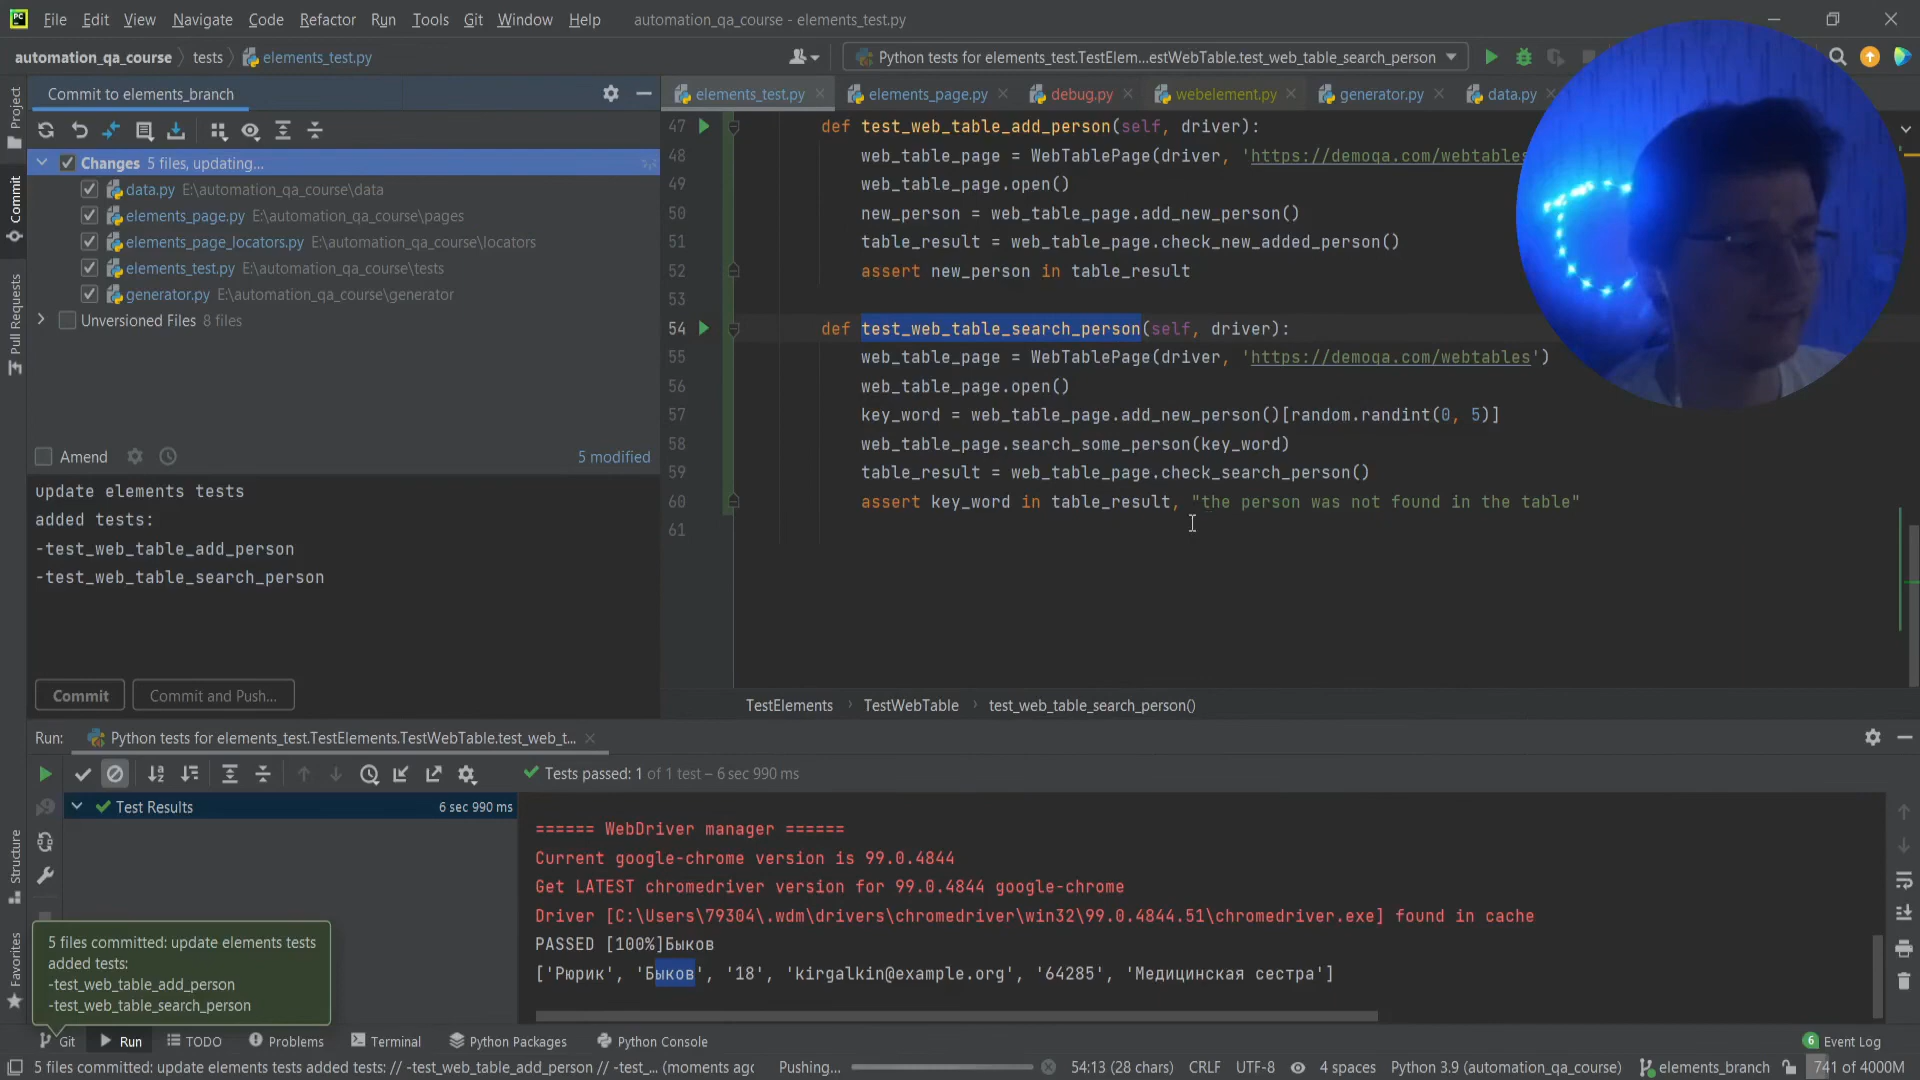 File Edit View Navigate Code Refactor Run Tools Git Window Help automation_qa_course - elements_test.py
automation_qa_course tests elements_test.py
Python tests for elements_test.TestElem...estWebTable.test_web_table_search_person
Project
Commit
Pull Requests
Structure
Favorites
Commit to elements_branch
Changes 5 files, updating...
data.py E:\automation_qa_course\data
elements_page.py E:\automation_qa_course\pages
elements_page_locators.py E:\automation_qa_course\locators
elements_test.py E:\automation_qa_course\tests
generator.py E:\automation_qa_course\generator
Unversioned Files 8 files
Amend 5 modified
update elements tests
added tests:
-test_web_table_add_person
-test_web_table_search_person
Commit Commit and Push...
elements_test.py elements_page.py debug.py webelement.py generator.py data.py
47 def test_web_table_add_person(self, driver):
48 web_table_page = WebTablePage(driver, 'https://demoqa.com/webtables
49 web_table_page.open()
50 new_person = web_table_page.add_new_person()
51 table_result = web_table_page.check_new_added_person()
52 assert new_person in table_result
53
54 def test_web_table_search_person(self, driver):
55 web_table_page = WebTablePage(driver, 'https://demoqa.com/webtables')
56 web_table_page.open()
57 key_word = web_table_page.add_new_person()[random.randint(0, 5)]
58 web_table_page.search_some_person(key_word)
59 table_result = web_table_page.check_search_person()
60 assert key_word in table_result, "the person was not found in the table"
61
TestElements TestWebTable test_web_table_search_person()
Run: Python tests for elements_test.TestElements.TestWebTable.test_web_t...
Tests passed: 1 of 1 test – 6 sec 990 ms
Test Results 6 sec 990 ms
====== WebDriver manager ======
Current google-chrome version is 99.0.4844
Get LATEST chromedriver version for 99.0.4844 google-chrome
Driver [C:\Users\79304\.wdm\drivers\chromedriver\win32\99.0.4844.51\chromedriver.exe] found in cache
PASSED [100%]Быков
['Рюрик', 'Быков', '18', 'kirgalkin@example.org', '64285', 'Медицинская сестра']
5 files committed: update elements tests
added tests:
-test_web_table_add_person
-test_web_table_search_person
Git Run TODO Problems Terminal Python Packages Python Console 6 Event Log
5 files committed: update elements tests added tests: // -test_web_table_add_person // -test_... (moments agc Pushing... 54:13 (28 chars) CRLF UTF-8 4 spaces Python 3.9 (automation_qa_course) elements_branch 741 of 4000M